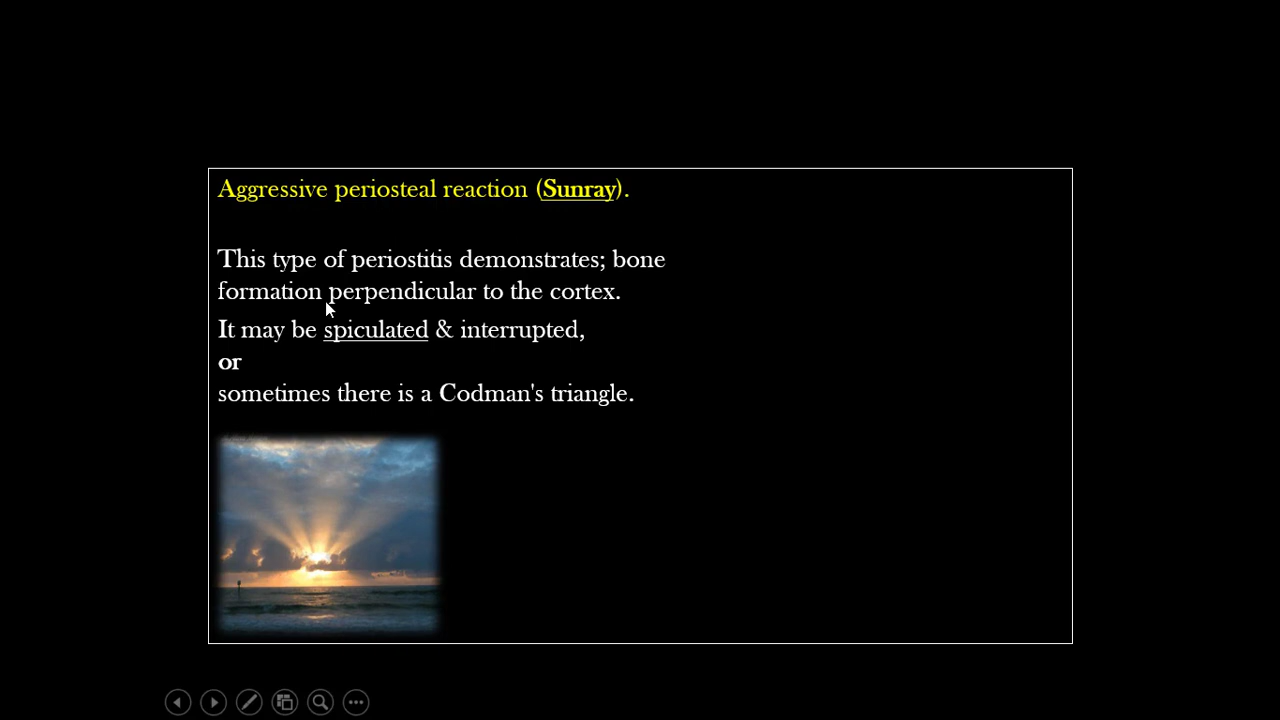 Aggressive periosteal reaction (Sunray).
This type of periostitis demonstrates; bone
formation perpendicular to the cortex.
It may be spiculated & interrupted,
or
sometimes there is a Codman's triangle.